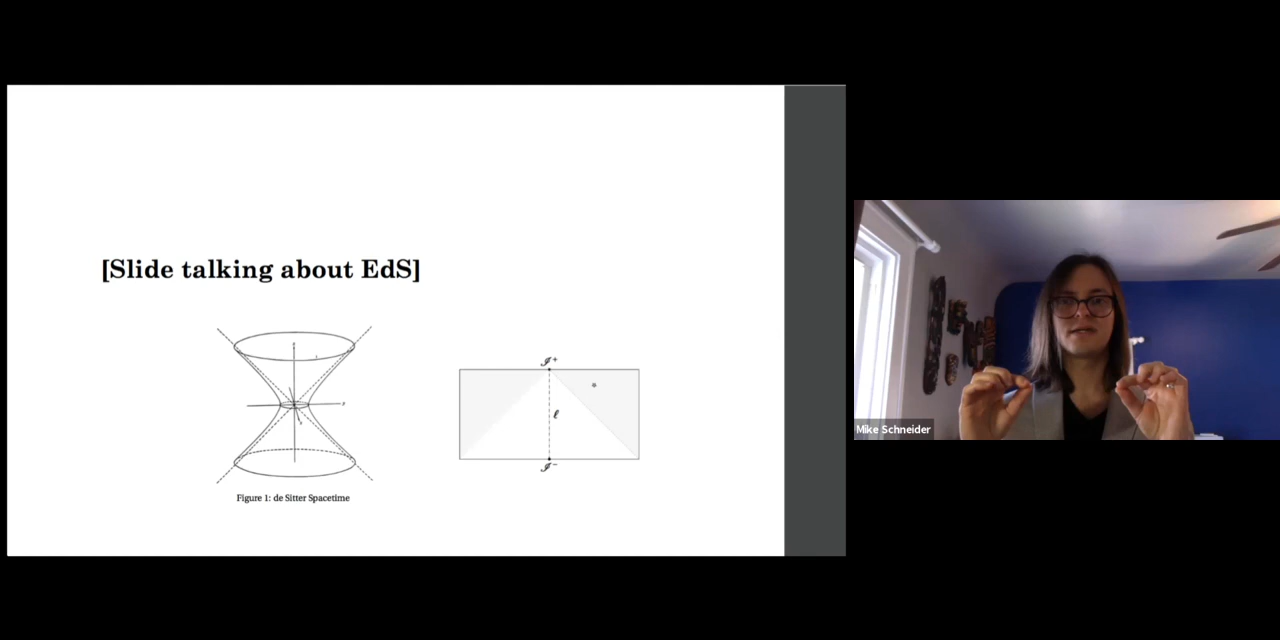 [Slide talking about EdS]
ℐ+
ℓ
ℐ-
Figure 1: de Sitter Spacetime
Mike Schneider